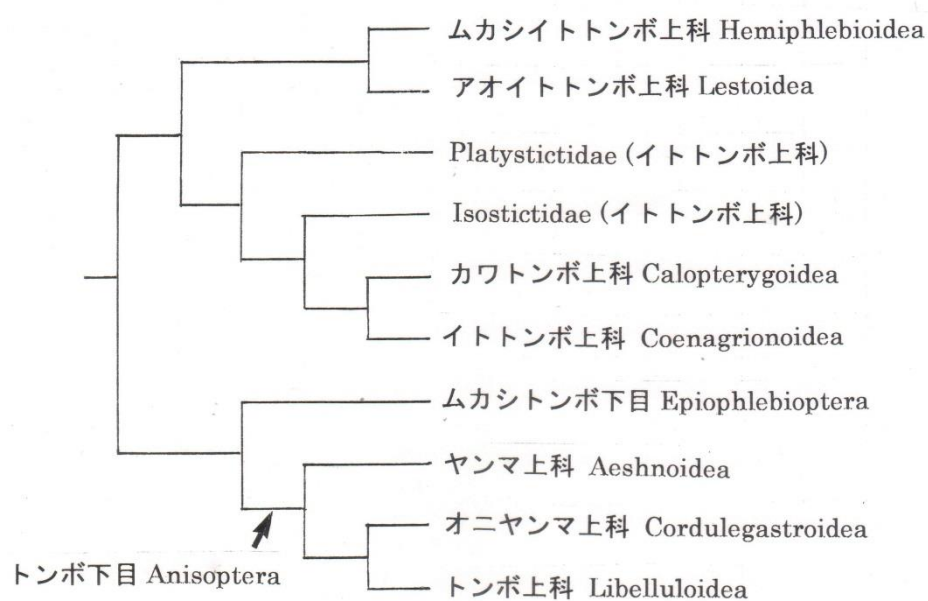 ムカシイトトンボ上科 Hemiphlebioidea
アオイトトンボ上科 Lestoidea
Platystictidae (イトトンボ上科)
Isostictidae (イトトンボ上科)
カワトンボ上科 Calopterygoidea
イトトンボ上科 Coenagrionoidea
ムカシトンボ下目 Epiophlebioptera
ヤンマ上科 Aeshnoidea
オニヤンマ上科 Cordulegastroidea
トンボ下目 Anisoptera
トンボ上科 Libelluloidea